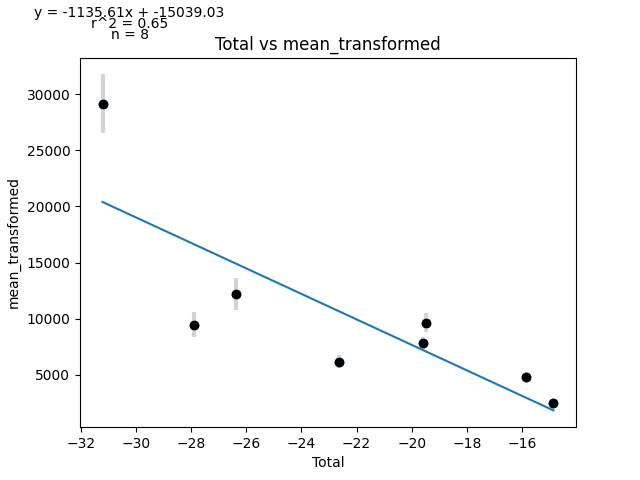 y = -1135.61x + -15039.03
r^2 = 0.65
n = 8
Total vs mean_transformed
30000
25000
20000
15000
10000
5000
mean_transformed
−32 −30 −28 −26 −24 −22 −20 −18 −16
Total